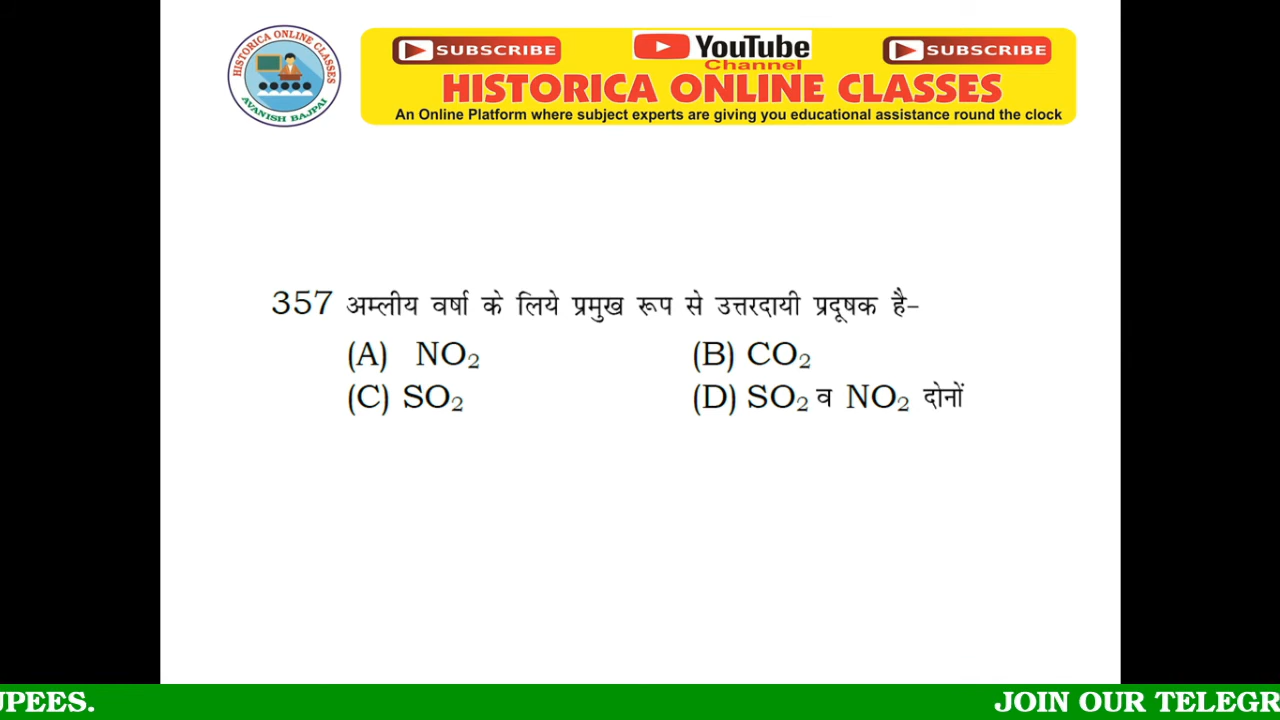 HISTORICA ONLINE CLASSES
AVANISH BAJPAI
SUBSCRIBE
YouTube
Channel
SUBSCRIBE
HISTORICA ONLINE CLASSES
An Online Platform where subject experts are giving you educational assistance round the clock
357 अम्लीय वर्षा के लिये प्रमुख रूप से उत्तरदायी प्रदूषक है-
(A) NO₂ (B) CO₂
(C) SO₂ (D) SO₂ व NO₂ दोनों
UPEES. JOIN OUR TELEGR